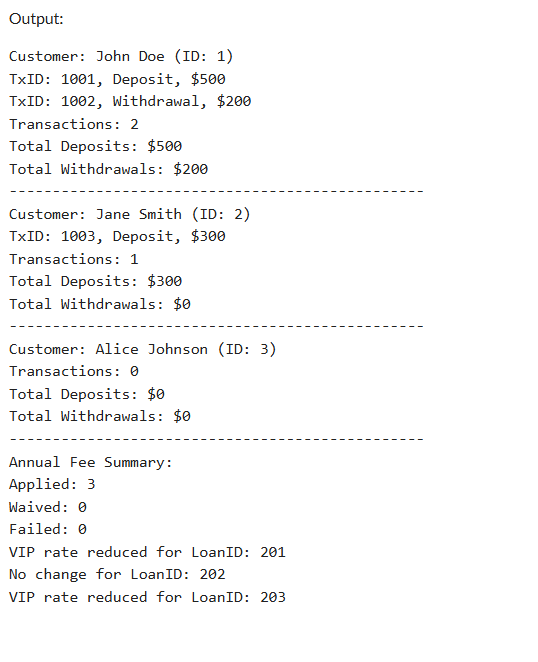 Output:
Customer: John Doe (ID: 1)
TxID: 1001, Deposit, $500
TxID: 1002, Withdrawal, $200
Transactions: 2
Total Deposits: $500
Total Withdrawals: $200
------------------------------------------------
Customer: Jane Smith (ID: 2)
TxID: 1003, Deposit, $300
Transactions: 1
Total Deposits: $300
Total Withdrawals: $0
------------------------------------------------
Customer: Alice Johnson (ID: 3)
Transactions: 0
Total Deposits: $0
Total Withdrawals: $0
------------------------------------------------
Annual Fee Summary:
Applied: 3
Waived: 0
Failed: 0
VIP rate reduced for LoanID: 201
No change for LoanID: 202
VIP rate reduced for LoanID: 203